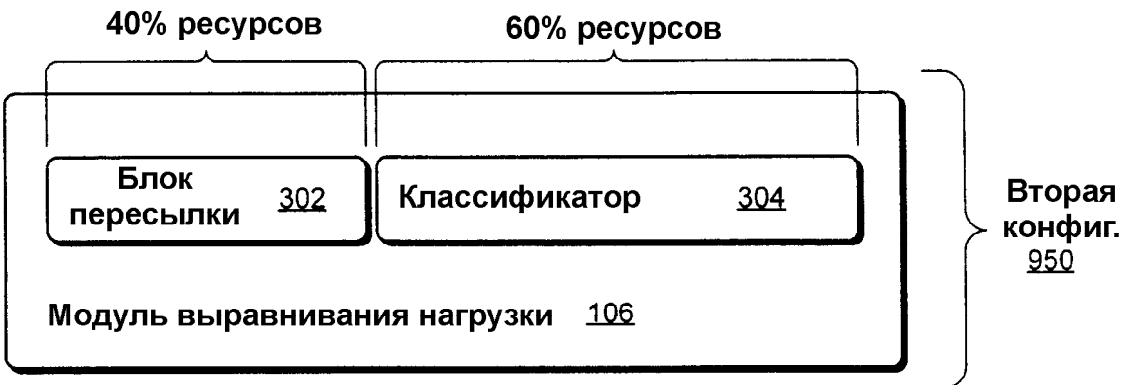 40% ресурсов 60% ресурсов
Блок
пересылки 302
Классификатор 304
Вторая
конфиг.
950
Модуль выравнивания нагрузки 106